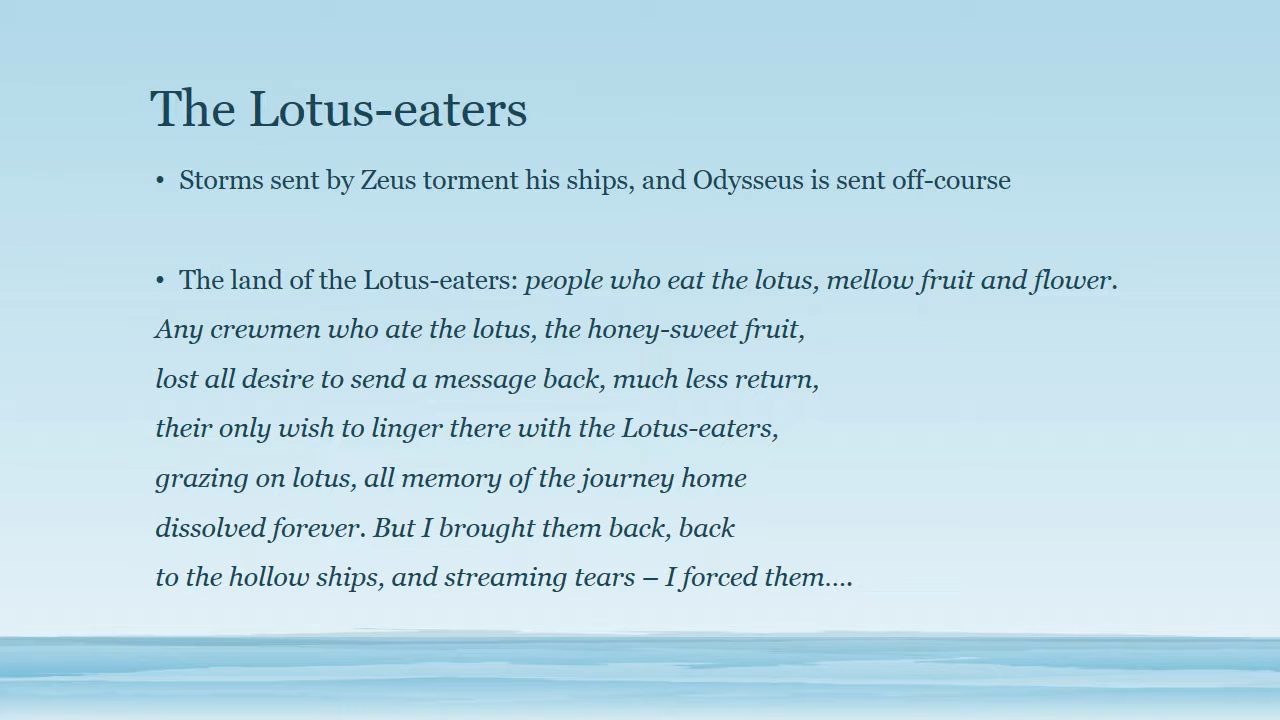 The Lotus-eaters
• Storms sent by Zeus torment his ships, and Odysseus is sent off-course
• The land of the Lotus-eaters: people who eat the lotus, mellow fruit and flower.
Any crewmen who ate the lotus, the honey-sweet fruit,
lost all desire to send a message back, much less return,
their only wish to linger there with the Lotus-eaters,
grazing on lotus, all memory of the journey home
dissolved forever. But I brought them back, back
to the hollow ships, and streaming tears – I forced them….